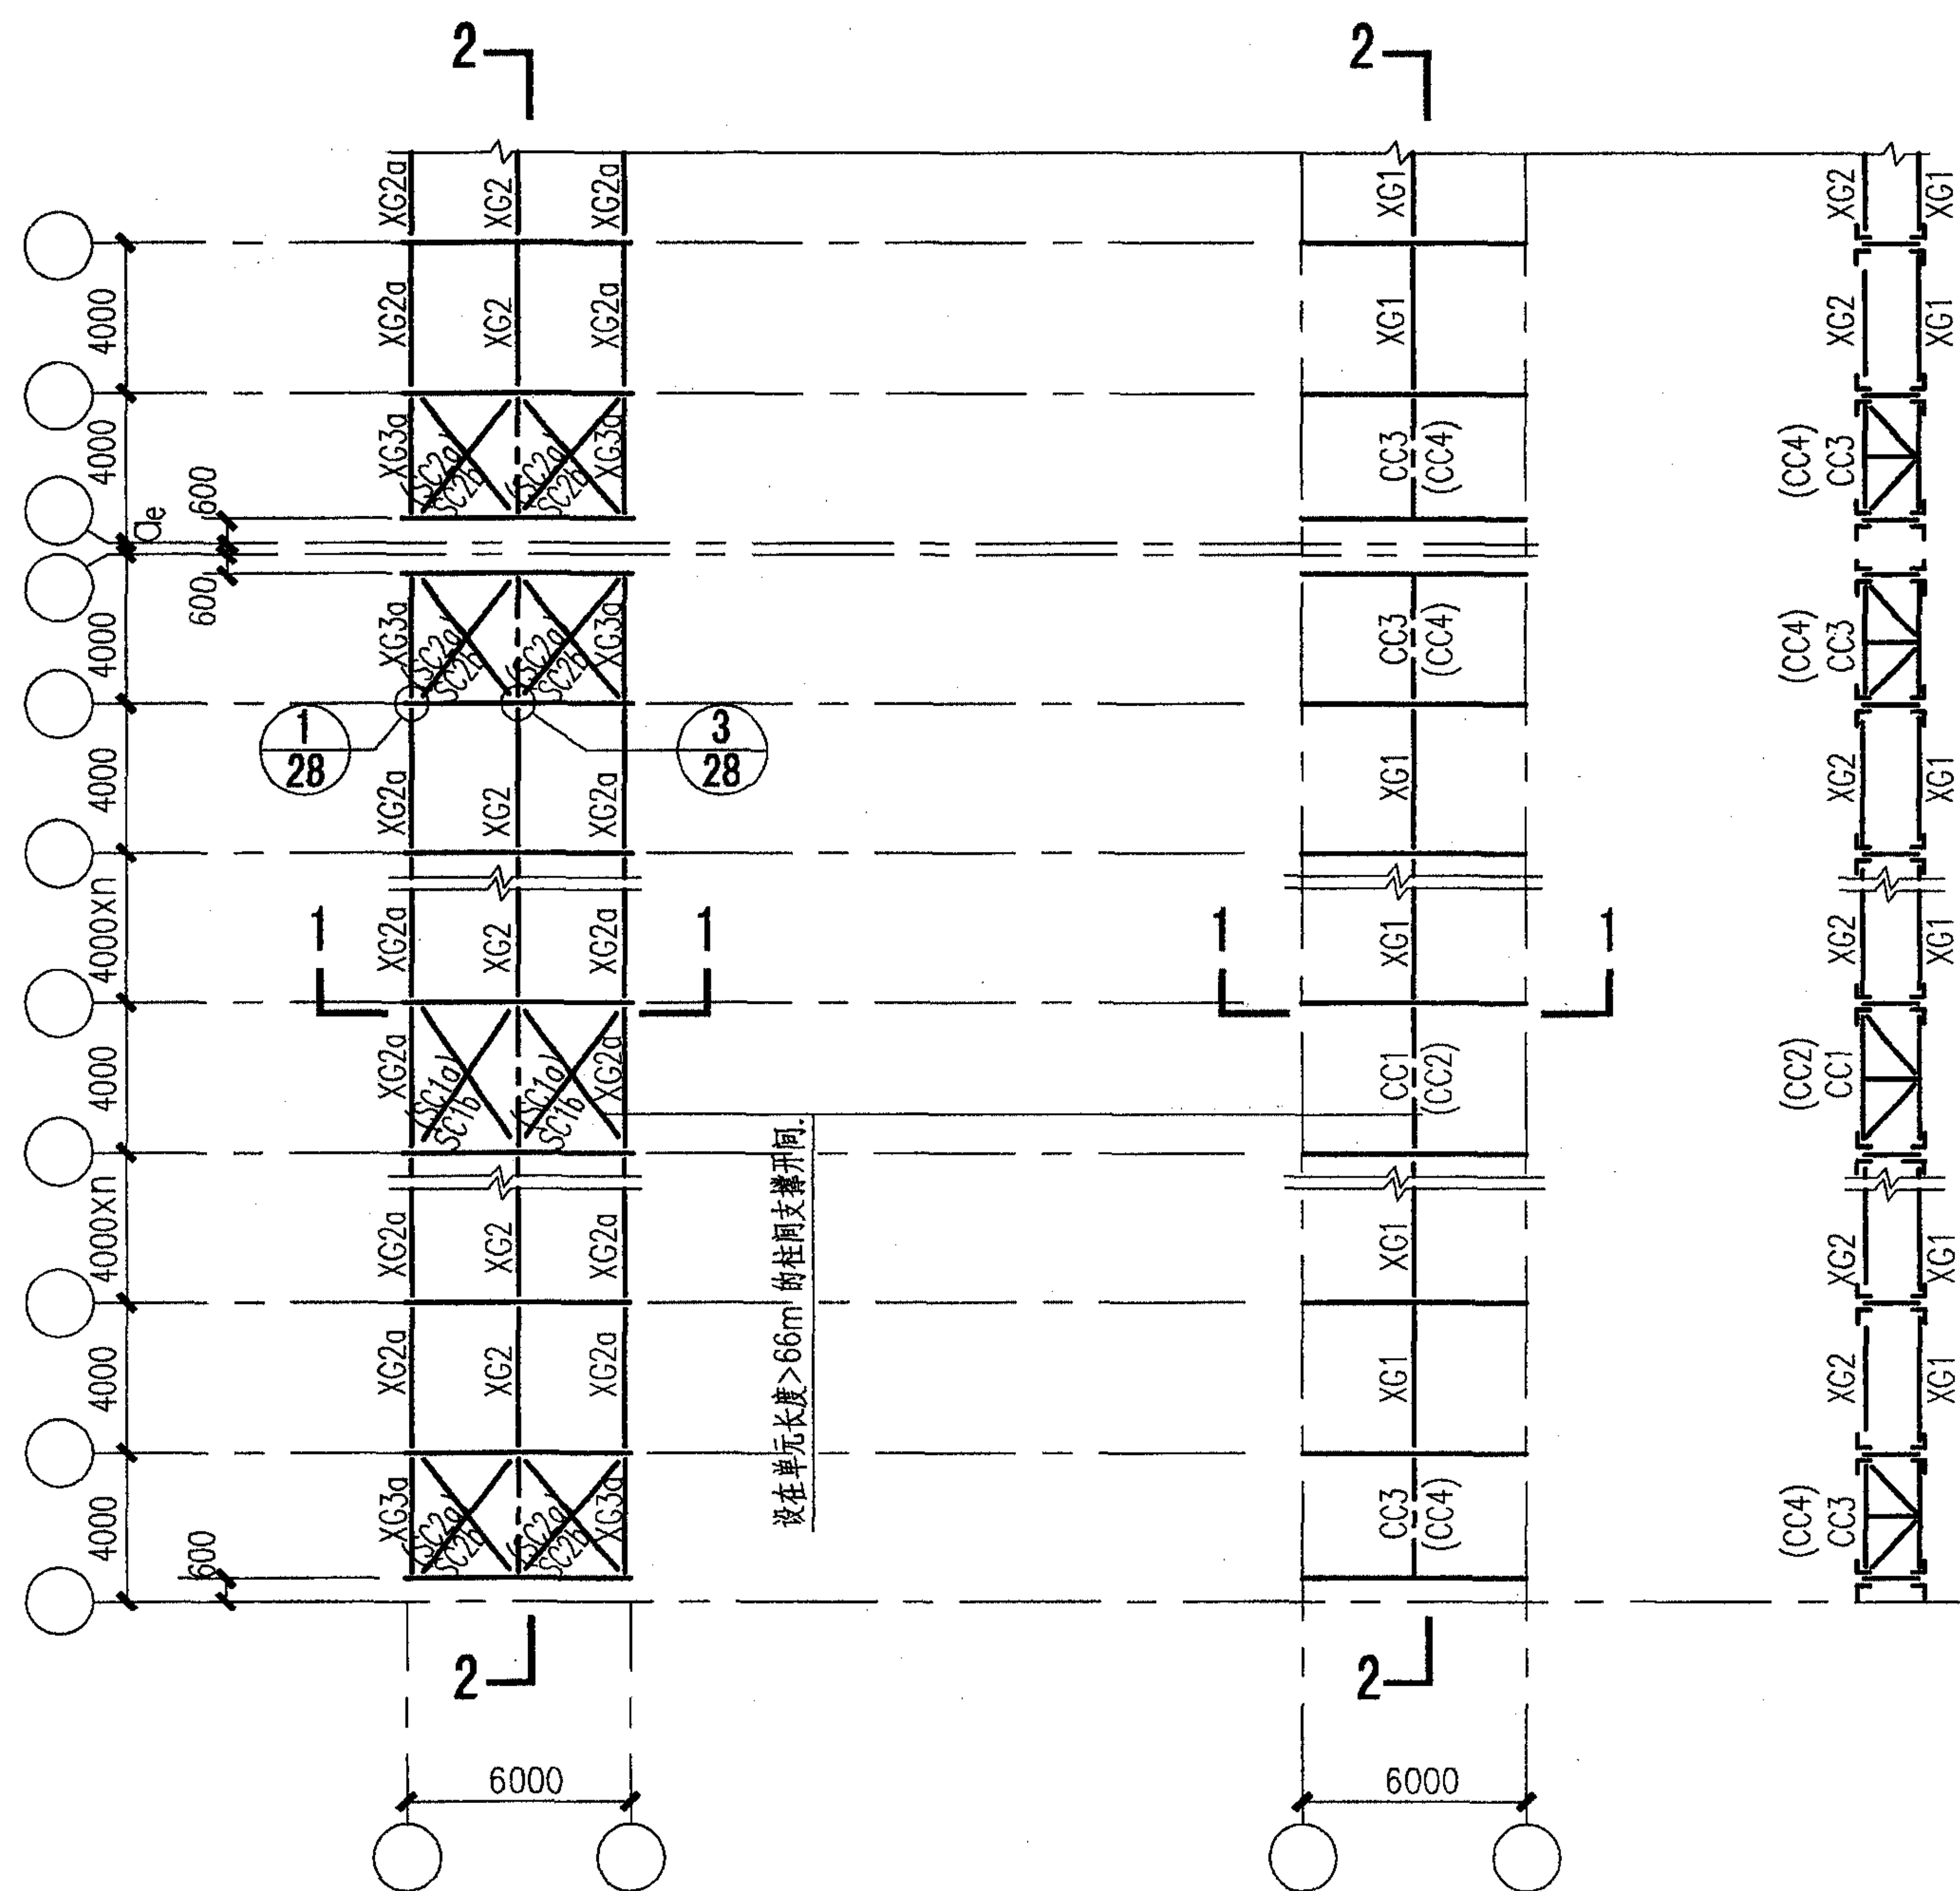 2
2
XG2a
XG2
XG2a
XG1
XG2
XG1
4000
XG2a
XG2
XG2a
XG1
XG2
XG1
4000
XG3a
(SC2a)
SC2b
(SC2a)
SC2b
XG3a
CC3
(CC4)
(CC4)
CC3
600
ae
600
4000
XG3a
(SC2a)
SC2b
(SC2a)
SC2b
XG3a
CC3
(CC4)
(CC4)
CC3
1
28
3
28
4000
XG2a
XG2
XG2a
XG1
XG2
XG1
4000xn
XG2a
XG2
XG2a
XG1
XG2
XG1
1
1
1
1
4000
XG2a
(SC1a)
SC1b
(SC1a)
SC1b
XG2a
CC1
(CC2)
(CC2)
CC1
设在单元长度>66m的柱间支撑开间.
4000xn
XG2a
XG2
XG2a
XG1
XG2
XG1
4000
XG2a
XG2
XG2a
XG1
XG2
XG1
4000
600
XG3a
(SC2a)
SC2b
(SC2a)
SC2b
XG3a
CC3
(CC4)
(CC4)
CC3
2
2
6000
6000